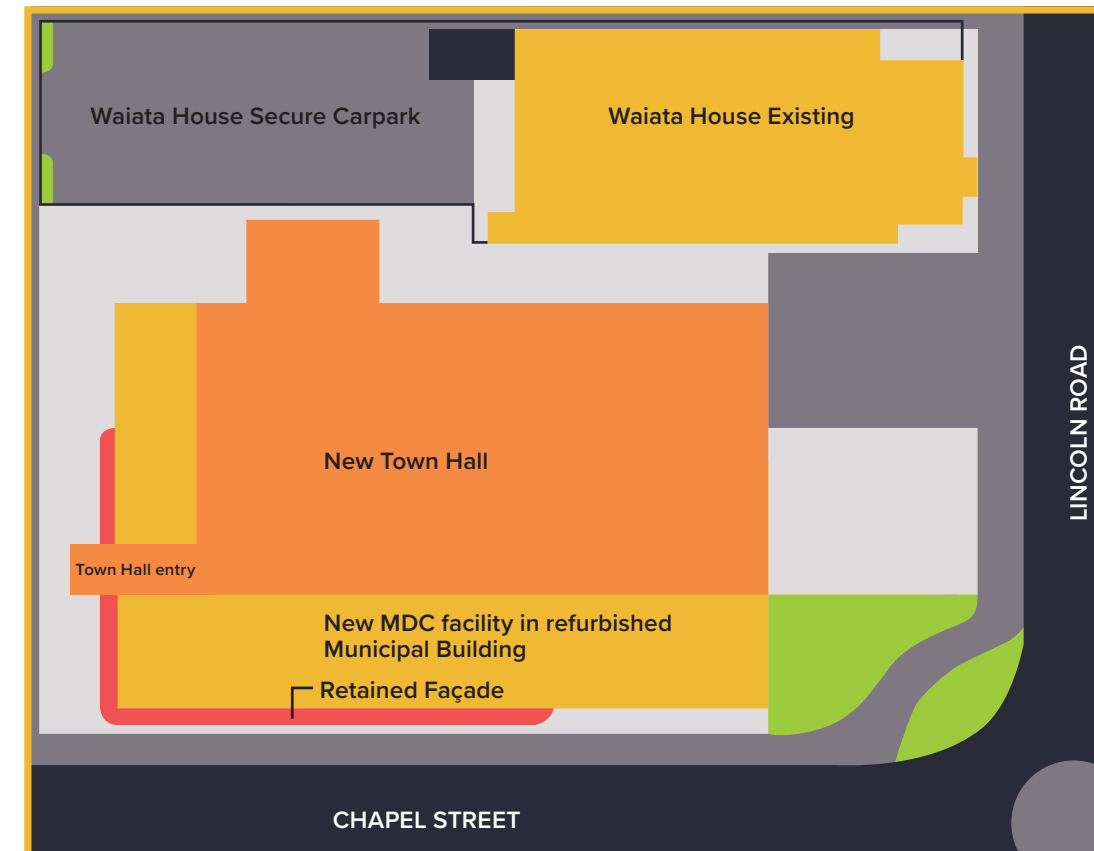 Waiata House Secure Carpark
Waiata House Existing
LINCOLN ROAD
New Town Hall
Town Hall entry
New MDC facility in refurbished
Municipal Building
Retained Façade
CHAPEL STREET